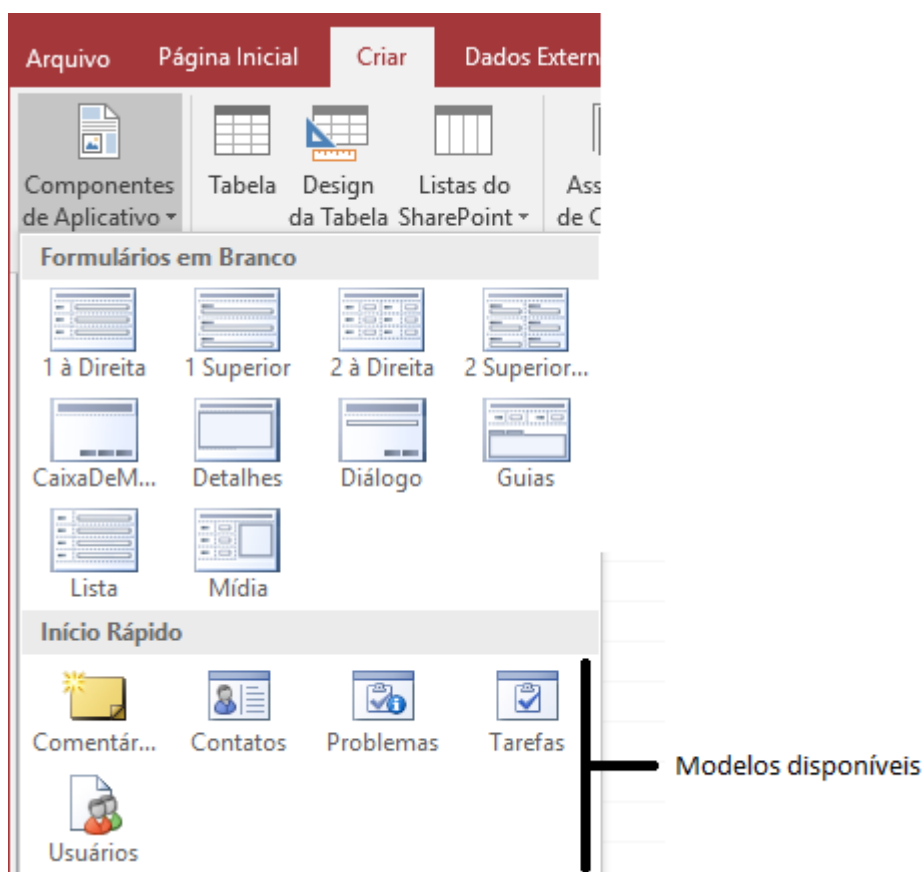 Arquivo Página Inicial Criar Dados Extern
Componentes de Aplicativo
Tabela
Design da Tabela
Listas do SharePoint
Ass
de C
Formulários em Branco
1 à Direita 1 Superior 2 à Direita 2 Superior...
CaixaDeM... Detalhes Diálogo Guias
Lista Mídia
Início Rápido
Comentár... Contatos Problemas Tarefas
Modelos disponíveis
Usuários